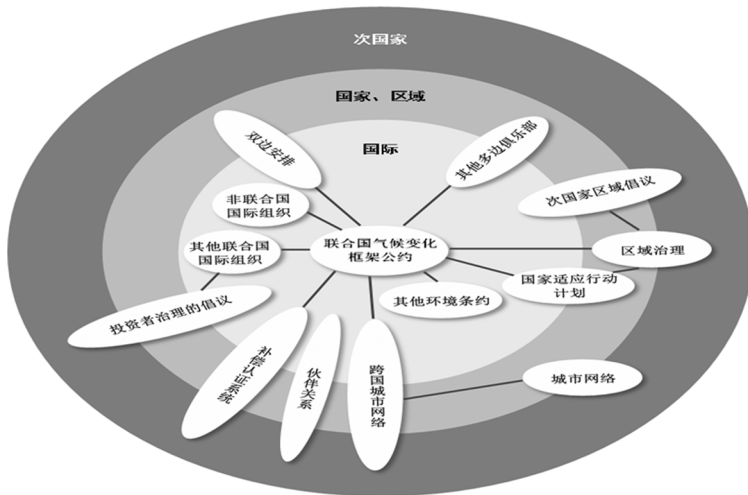 次国家
国家、区域
国际
双边安排
其他多边俱乐部
非联合国
国际组织
次国家区域倡议
其他联合国
国际组织
联合国气候变化
框架公约
区域治理
国家适应行动
计划
其他环境条约
投资者治理的倡议
补偿认证系统
伙伴关系
跨国城市网络
城市网络